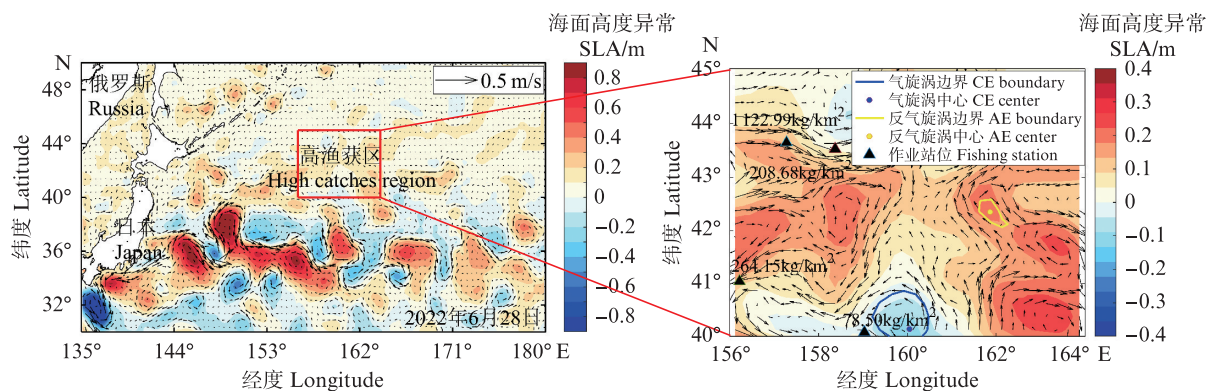 海面高度异常
SLA/m
N
俄罗斯
Russia
0.5 m/s
高渔获区
High catches region
日本
Japan
2022年6月28日
48°
44°
40°
36°
32°
纬度 Latitude
135°
144°
153°
162°
171°
180° E
经度 Longitude
0.8
0.6
0.4
0.2
0
−0.2
−0.4
−0.6
−0.8
海面高度异常
SLA/m
N
气旋涡边界 CE boundary
气旋涡中心 CE center
反气旋涡边界 AE boundary
反气旋涡中心 AE center
作业站位 Fishing station
1122.99kg/km²
208.68kg/km²
264.15kg/km²
78.50kg/km²
45°
44°
43°
42°
41°
40°
纬度 Latitude
156°
158°
160°
162°
164° E
经度 Longitude
0.4
0.3
0.2
0.1
0
−0.1
−0.2
−0.3
−0.4